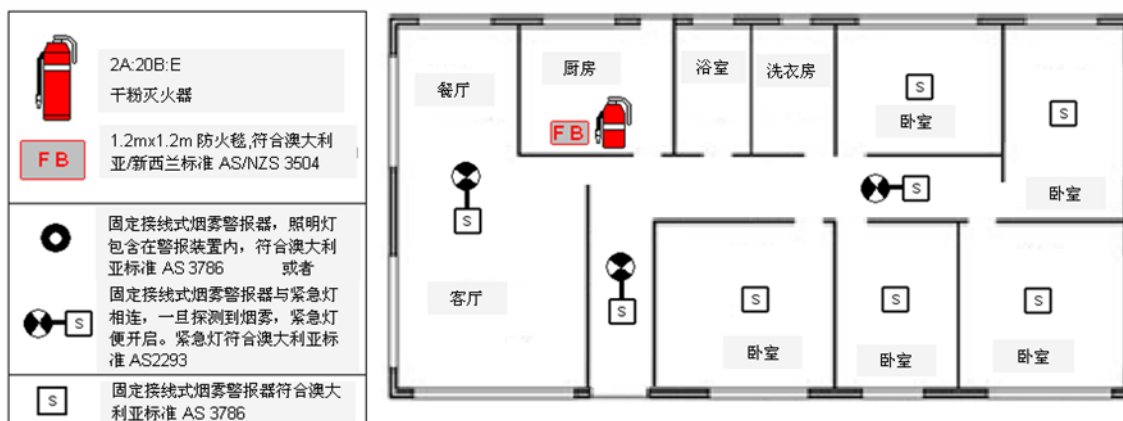 2A:20B:E
干粉灭火器
F B
1.2mx1.2m 防火毯,符合澳大利
亚/新西兰标准 AS/NZS 3504
固定接线式烟雾警报器，照明灯
包含在警报装置内，符合澳大利
亚标准 AS 3786 或者
固定接线式烟雾警报器与紧急灯
相连，一旦探测到烟雾，紧急灯
便开启。紧急灯符合澳大利亚标
准 AS2293
S
固定接线式烟雾警报器符合澳大
利亚标准 AS 3786
S
餐厅
厨房
浴室
洗衣房
S
卧室
S
卧室
F B
S
S
客厅
S
S
卧室
S
卧室
S
卧室